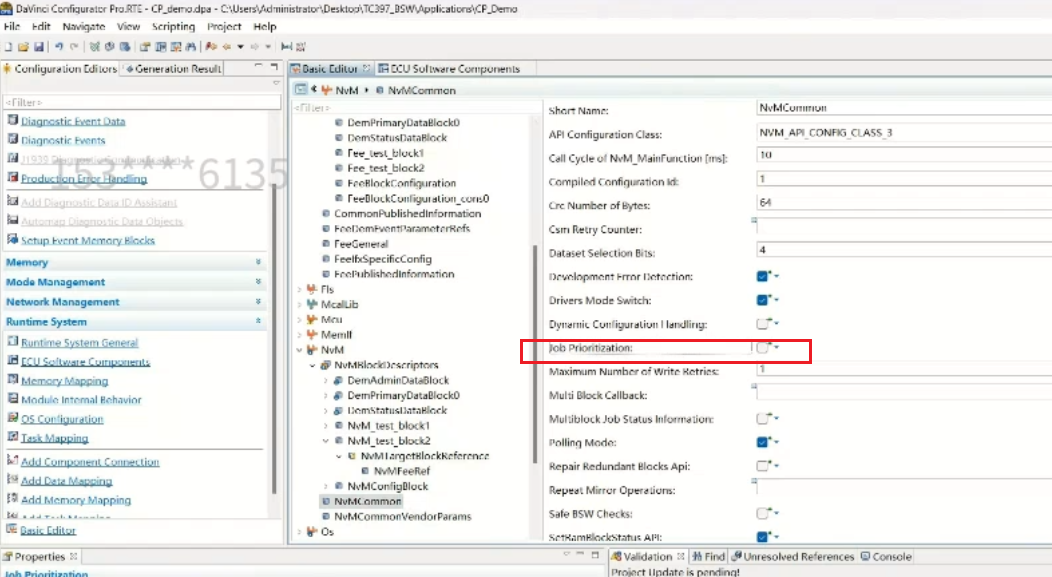 DaVinci Configurator Pro.RTE - CP_demo.dpa - C:\Users\Administrator\Desktop\TC397_BSW\Applications\CP_Demo
File Edit Navigate View Scripting Project Help
Configuration Editors Generation Result
<Filter>
Diagnostic Event Data
Diagnostic Events
Production Error Handling
153****6135
Add Diagnostic Data ID Assistant
Automap Diagnostic Data Objects
Setup Event Memory Blocks
Memory
Mode Management
Network Management
Runtime System
Runtime System General
ECU Software Components
Memory Mapping
Module Internal Behavior
OS Configuration
Task Mapping
Add Component Connection
Add Data Mapping
Add Memory Mapping
Add Task Mapping
Basic Editor
Properties
Job Prioritization
Basic Editor ECU Software Components
NvM NvMCommon
<Filter>
DemPrimaryDataBlock0
DemStatusDataBlock
Fee_test_block1
Fee_test_block2
FeeBlockConfiguration
FeeBlockConfiguration_cons0
CommonPublishedInformation
FeeDemEventParameterRefs
FeeGeneral
FeeIfxSpecificConfig
FeePublishedInformation
Fls
McalLib
Mcu
MemIf
NvM
NvMBlockDescriptors
DemAdminDataBlock
DemPrimaryDataBlock0
DemStatusDataBlock
NvM_test_block1
NvM_test_block2
NvMTargetBlockReference
NvMFeeRef
NvMConfigBlock
NvMCommon
NvMCommonVendorParams
Os
Short Name: NvMCommon
API Configuration Class: NVM_API_CONFIG_CLASS_3
Call Cycle of NvM_MainFunction [ms]: 10
Compiled Configuration Id: 1
Crc Number of Bytes: 64
Csm Retry Counter:
Dataset Selection Bits: 4
Development Error Detection:
Drivers Mode Switch:
Dynamic Configuration Handling:
Job Prioritization:
Maximum Number of Write Retries: 1
Multi Block Callback:
Multiblock Job Status Information:
Polling Mode:
Repair Redundant Blocks Api:
Repeat Mirror Operations:
Safe BSW Checks:
SetRamBlockStatus API:
Validation Find Unresolved References Console
Project Update is pending!